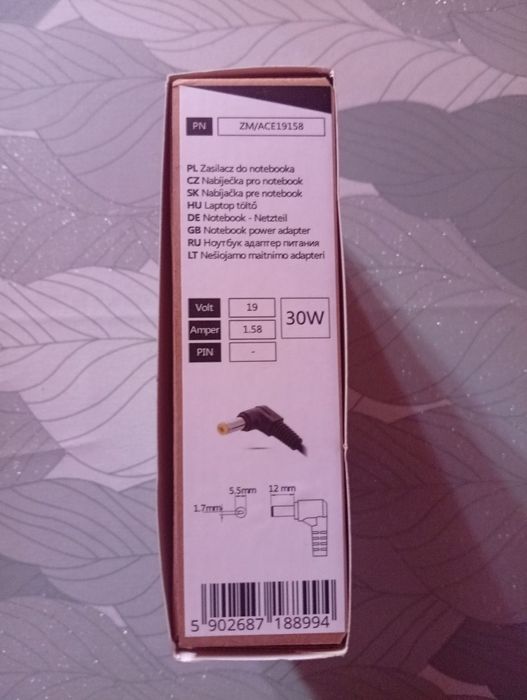 PN ZM/ACE19158
PL Zasilacz do notebooka
CZ Nabíječka pro notebook
SK Nabíjačka pre notebook
HU Laptop töltő
DE Notebook - Netzteil
GB Notebook power adapter
RU Ноутбук адаптер питания
LT Nešiojamo maitnimo adapteri
Volt 19
Amper 1.58
30W
PIN -
5.5mm 12 mm
1.7mm
5 902687 188994